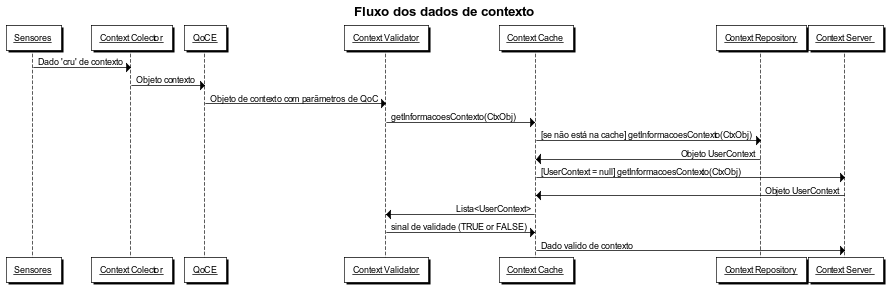 Fluxo dos dados de contexto
Sensores
Context Colector
QoCE
Context Validator
Context Cache
Context Repository
Context Server
Dado 'cru' de contexto
Objeto contexto
Objeto de contexto com parâmetros de QoC
getInformacoesContexto(CtxObj)
[se não está na cache] getInformacoesContexto(CtxObj)
Objeto UserContext
[UserContext = null] getInformacoesContexto(CtxObj)
Objeto UserContext
Lista<UserContext>
sinal de validade (TRUE or FALSE)
Dado valido de contexto
Sensores
Context Colector
QoCE
Context Validator
Context Cache
Context Repository
Context Server